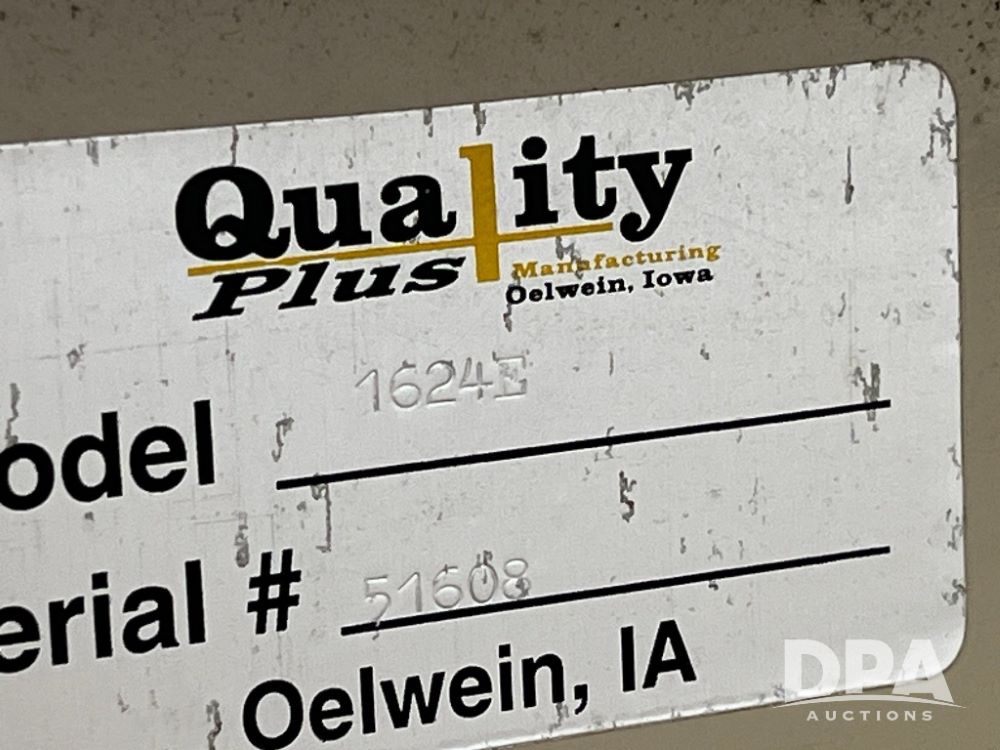 Quality
Plus Manufacturing
Oelwein, Iowa
odel 1624E
erial # 51608
Oelwein, IA
DPA
AUCTIONS